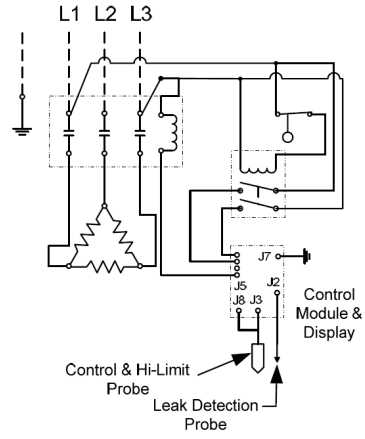 L1 L2 L3
J7
J5 J2
J8 J3
Control
Module &
Display
Control & Hi-Limit
Probe
Leak Detection
Probe